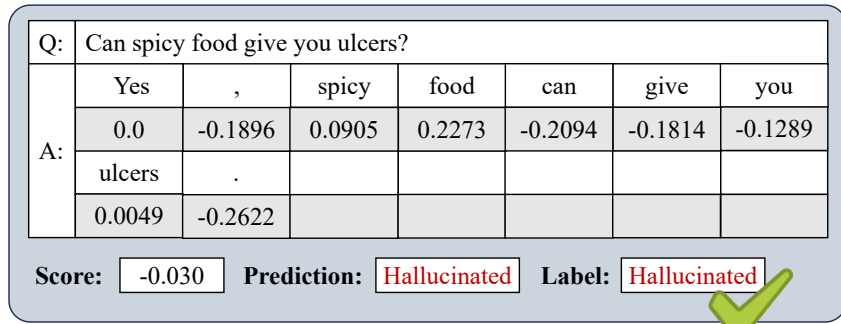 Q: Can spicy food give you ulcers?
Yes , spicy food can give you
0.0 -0.1896 0.0905 0.2273 -0.2094 -0.1814 -0.1289
A:
ulcers .
0.0049 -0.2622
Score: -0.030 Prediction: Hallucinated Label: Hallucinated